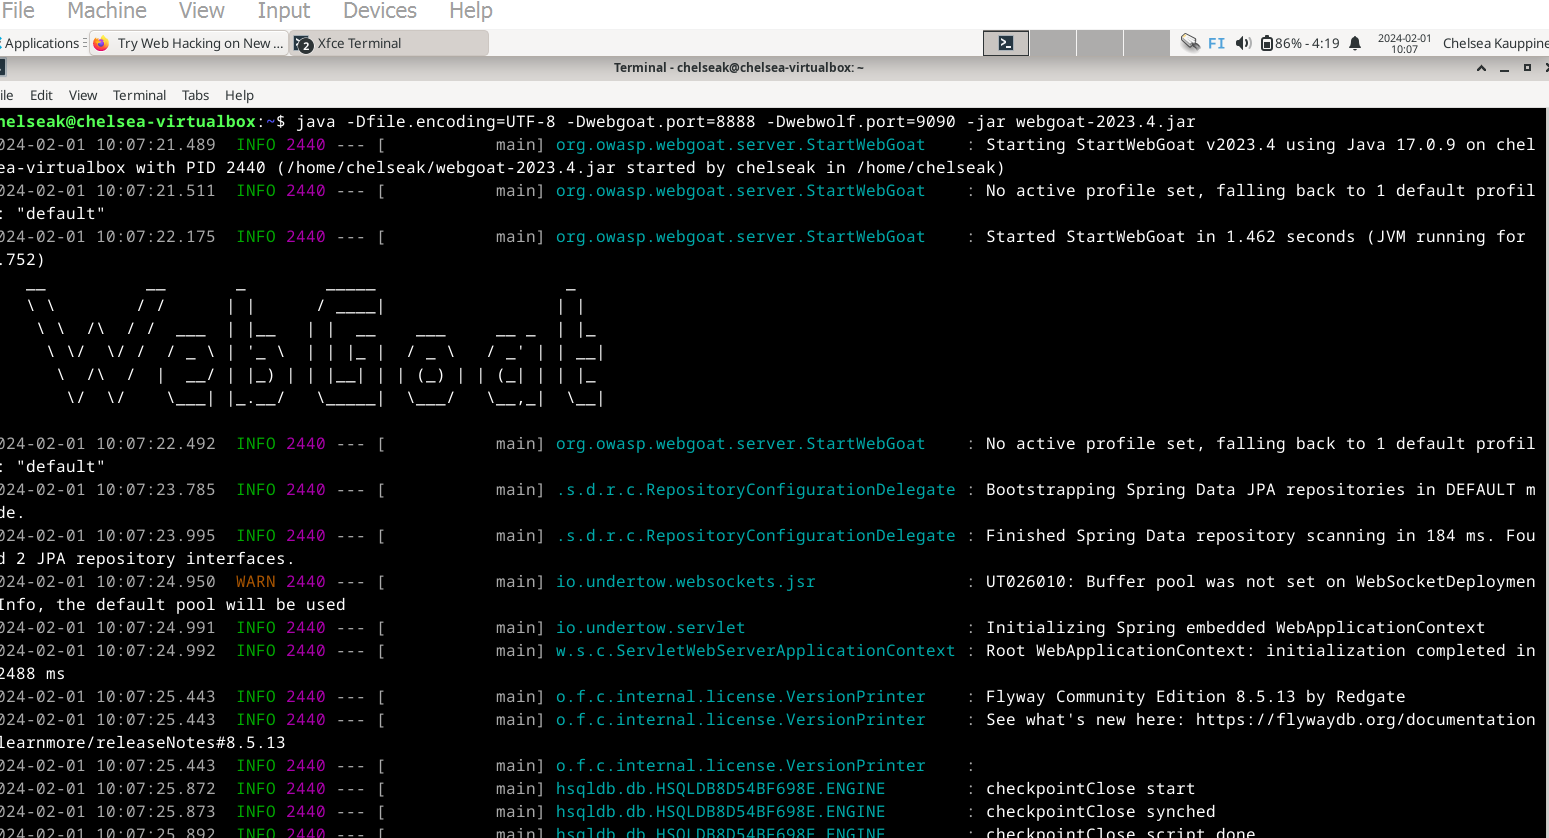 File Machine View Input Devices Help
Applications Try Web Hacking on New ... 2 Xfce Terminal FI 86% - 4:19 2024-02-01 10:07 Chelsea Kauppine
Terminal - chelseak@chelsea-virtualbox: ~
ile Edit View Terminal Tabs Help
helseak@chelsea-virtualbox:~$ java -Dfile.encoding=UTF-8 -Dwebgoat.port=8888 -Dwebwolf.port=9090 -jar webgoat-2023.4.jar
024-02-01 10:07:21.489 INFO 2440 --- [ main] org.owasp.webgoat.server.StartWebGoat : Starting StartWebGoat v2023.4 using Java 17.0.9 on chel
ea-virtualbox with PID 2440 (/home/chelseak/webgoat-2023.4.jar started by chelseak in /home/chelseak)
024-02-01 10:07:21.511 INFO 2440 --- [ main] org.owasp.webgoat.server.StartWebGoat : No active profile set, falling back to 1 default profil
: "default"
024-02-01 10:07:22.175 INFO 2440 --- [ main] org.owasp.webgoat.server.StartWebGoat : Started StartWebGoat in 1.462 seconds (JVM running for
.752)
WebGoat
024-02-01 10:07:22.492 INFO 2440 --- [ main] org.owasp.webgoat.server.StartWebGoat : No active profile set, falling back to 1 default profil
: "default"
024-02-01 10:07:23.785 INFO 2440 --- [ main] .s.d.r.c.RepositoryConfigurationDelegate : Bootstrapping Spring Data JPA repositories in DEFAULT m
de.
024-02-01 10:07:23.995 INFO 2440 --- [ main] .s.d.r.c.RepositoryConfigurationDelegate : Finished Spring Data repository scanning in 184 ms. Fou
d 2 JPA repository interfaces.
024-02-01 10:07:24.950 WARN 2440 --- [ main] io.undertow.websockets.jsr : UT026010: Buffer pool was not set on WebSocketDeploymen
Info, the default pool will be used
024-02-01 10:07:24.991 INFO 2440 --- [ main] io.undertow.servlet : Initializing Spring embedded WebApplicationContext
024-02-01 10:07:24.992 INFO 2440 --- [ main] w.s.c.ServletWebServerApplicationContext : Root WebApplicationContext: initialization completed in
2488 ms
024-02-01 10:07:25.443 INFO 2440 --- [ main] o.f.c.internal.license.VersionPrinter : Flyway Community Edition 8.5.13 by Redgate
024-02-01 10:07:25.443 INFO 2440 --- [ main] o.f.c.internal.license.VersionPrinter : See what's new here: https://flywaydb.org/documentation
learnmore/releaseNotes#8.5.13
024-02-01 10:07:25.443 INFO 2440 --- [ main] o.f.c.internal.license.VersionPrinter :
024-02-01 10:07:25.872 INFO 2440 --- [ main] hsqldb.db.HSQLDB8D54BF698E.ENGINE : checkpointClose start
024-02-01 10:07:25.873 INFO 2440 --- [ main] hsqldb.db.HSQLDB8D54BF698E.ENGINE : checkpointClose synched
024-02-01 10:07:25.892 INFO 2440 --- [ main] hsqldb.db.HSQLDB8D54BF698E.ENGINE : checkpointClose script done